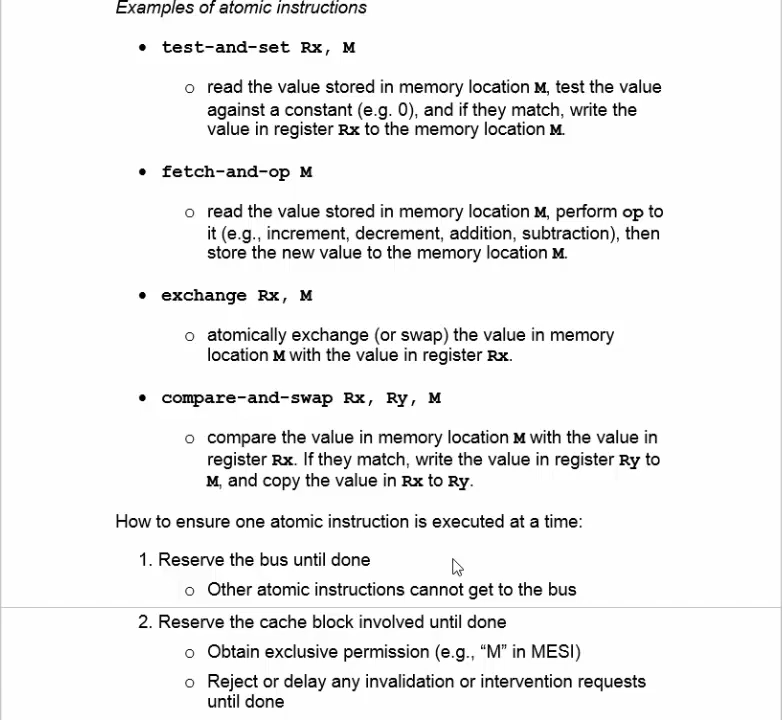 Examples of atomic instructions
• test-and-set Rx, M
○ read the value stored in memory location M, test the value
against a constant (e.g. 0), and if they match, write the
value in register Rx to the memory location M.
• fetch-and-op M
○ read the value stored in memory location M, perform op to
it (e.g., increment, decrement, addition, subtraction), then
store the new value to the memory location M.
• exchange Rx, M
○ atomically exchange (or swap) the value in memory
location M with the value in register Rx.
• compare-and-swap Rx, Ry, M
○ compare the value in memory location M with the value in
register Rx. If they match, write the value in register Ry to
M, and copy the value in Rx to Ry.
How to ensure one atomic instruction is executed at a time:
1. Reserve the bus until done
○ Other atomic instructions cannot get to the bus
2. Reserve the cache block involved until done
○ Obtain exclusive permission (e.g., “M” in MESI)
○ Reject or delay any invalidation or intervention requests
until done